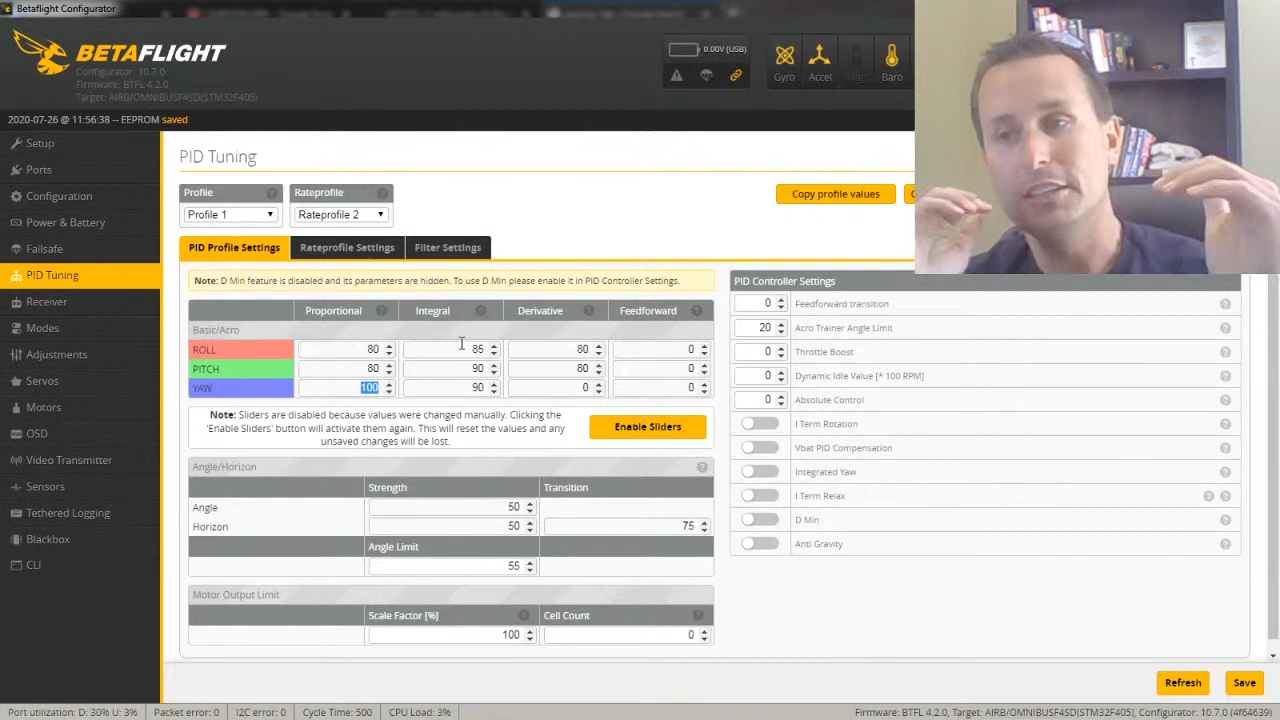 Betaflight Configurator
BETAFLIGHT
Configurator: 10.7.0
Firmware: BTFL 4.2.0
Target: AIRB/OMNIBUSF4SD(STM32F405)
0.00V (USB)
Gyro
Accel
Mag
Baro
2020-07-26 @ 11:56:38 -- EEPROM saved
Setup
Ports
Configuration
Power & Battery
Failsafe
PID Tuning
Receiver
Modes
Adjustments
Servos
Motors
OSD
Video Transmitter
Sensors
Tethered Logging
Blackbox
CLI
PID Tuning
Profile
Rateprofile
Profile 1
Rateprofile 2
Copy profile values
PID Profile Settings
Rateprofile Settings
Filter Settings
Note: D Min feature is disabled and its parameters are hidden. To use D Min please enable it in PID Controller Settings.
Proportional Integral Derivative Feedforward
Basic/Acro
ROLL 80 85 80 0
PITCH 80 90 80 0
YAW 100 90 0 0
Note: Sliders are disabled because values were changed manually. Clicking the
'Enable Sliders' button will activate them again. This will reset the values and any
unsaved changes will be lost.
Enable Sliders
Angle/Horizon
Strength Transition
Angle 50
Horizon 50 75
Angle Limit
55
Motor Output Limit
Scale Factor [%] Cell Count
100 0
PID Controller Settings
0 Feedforward transition
20 Acro Trainer Angle Limit
0 Throttle Boost
0 Dynamic Idle Value [* 100 RPM]
0 Absolute Control
I Term Rotation
Vbat PID Compensation
Integrated Yaw
I Term Relax
D Min
Anti Gravity
Refresh
Save
Port utilization: D: 30% U: 3%
Packet error: 0
I2C error: 0
Cycle Time: 500
CPU Load: 3%
Firmware: BTFL 4.2.0, Target: AIRB/OMNIBUSF4SD(STM32F405), Configurator: 10.7.0 (4f64639)